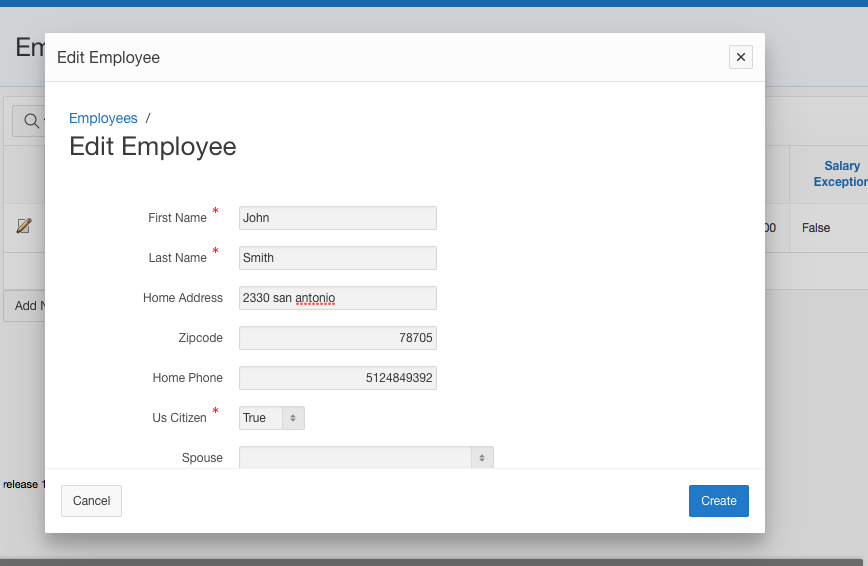 Em
Edit Employee
Employees /
Edit Employee
Salary
Exception
First Name * John
00 False
Last Name * Smith
Home Address 2330 san antonio
Add N
Zipcode 78705
Home Phone 5124849392
Us Citizen * True
Spouse
release 1
Cancel Create